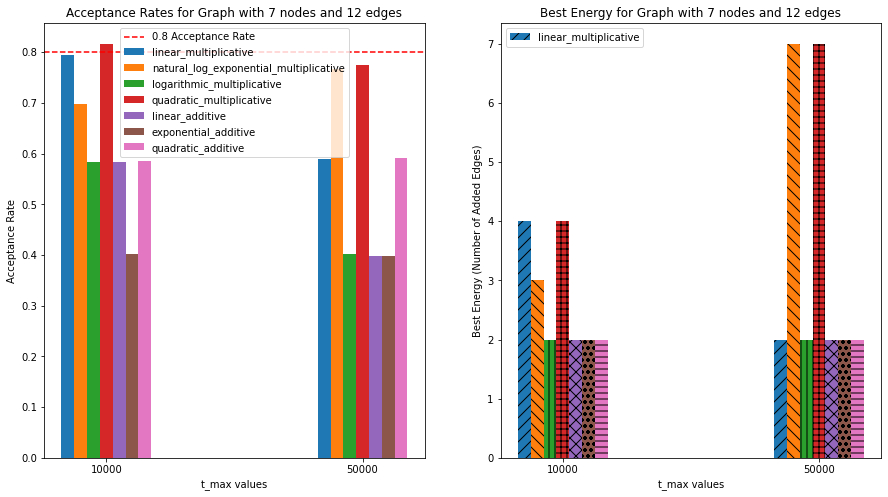 Acceptance Rates for Graph with 7 nodes and 12 edges
0.8 Acceptance Rate
linear_multiplicative
natural_log_exponential_multiplicative
logarithmic_multiplicative
quadratic_multiplicative
linear_additive
exponential_additive
quadratic_additive
Acceptance Rate
0.8
0.7
0.6
0.5
0.4
0.3
0.2
0.1
0.0
10000
50000
t_max values
Best Energy for Graph with 7 nodes and 12 edges
linear_multiplicative
Best Energy (Number of Added Edges)
7
6
5
4
3
2
1
0
10000
50000
t_max values